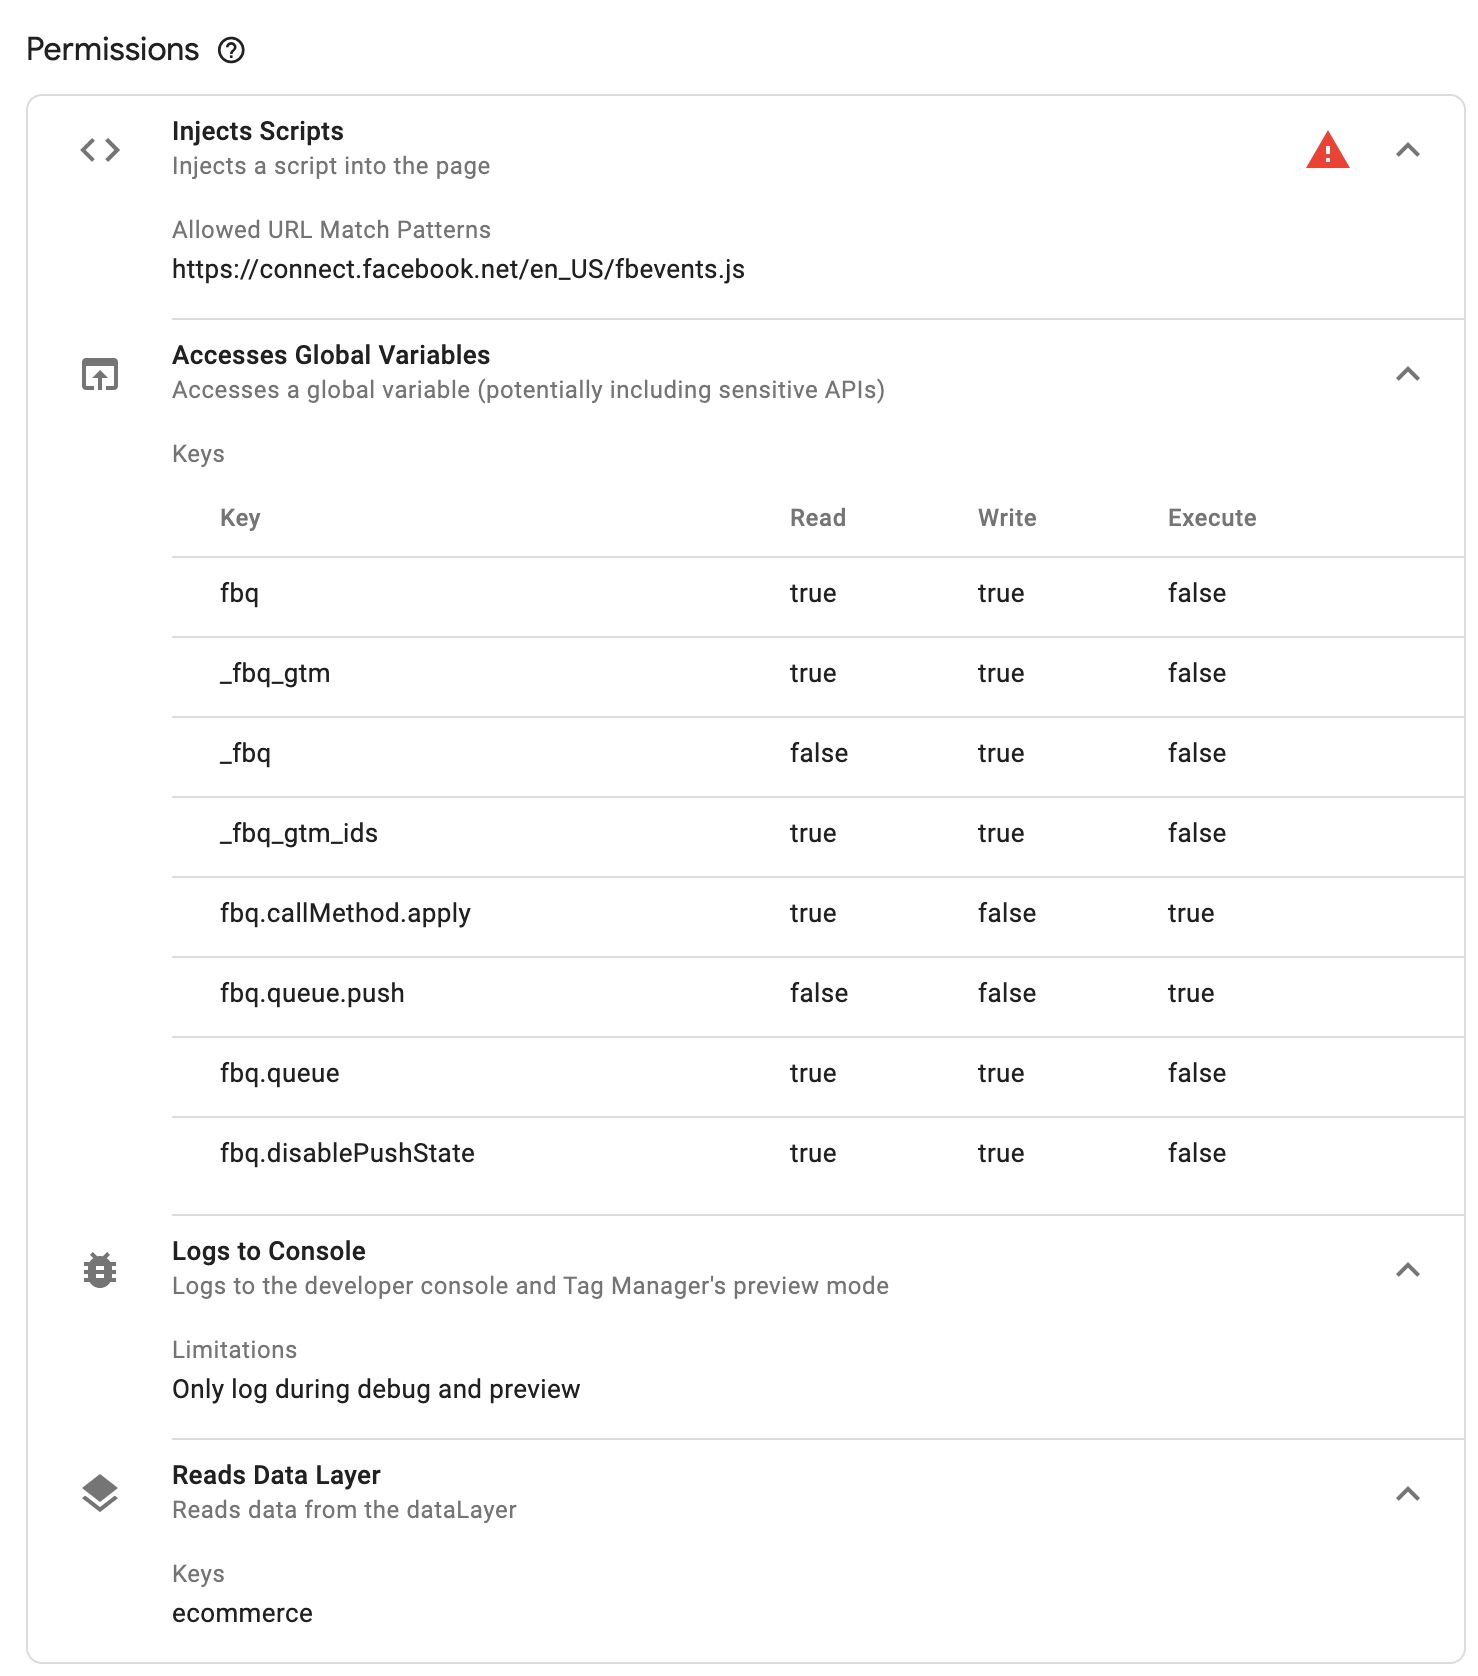 Permissions
Injects Scripts
Injects a script into the page
Allowed URL Match Patterns
https://connect.facebook.net/en_US/fbevents.js
Accesses Global Variables
Accesses a global variable (potentially including sensitive APIs)
Keys
Key Read Write Execute
fbq true true false
_fbq_gtm true true false
_fbq false true false
_fbq_gtm_ids true true false
fbq.callMethod.apply true false true
fbq.queue.push false false true
fbq.queue true true false
fbq.disablePushState true true false
Logs to Console
Logs to the developer console and Tag Manager's preview mode
Limitations
Only log during debug and preview
Reads Data Layer
Reads data from the dataLayer
Keys
ecommerce